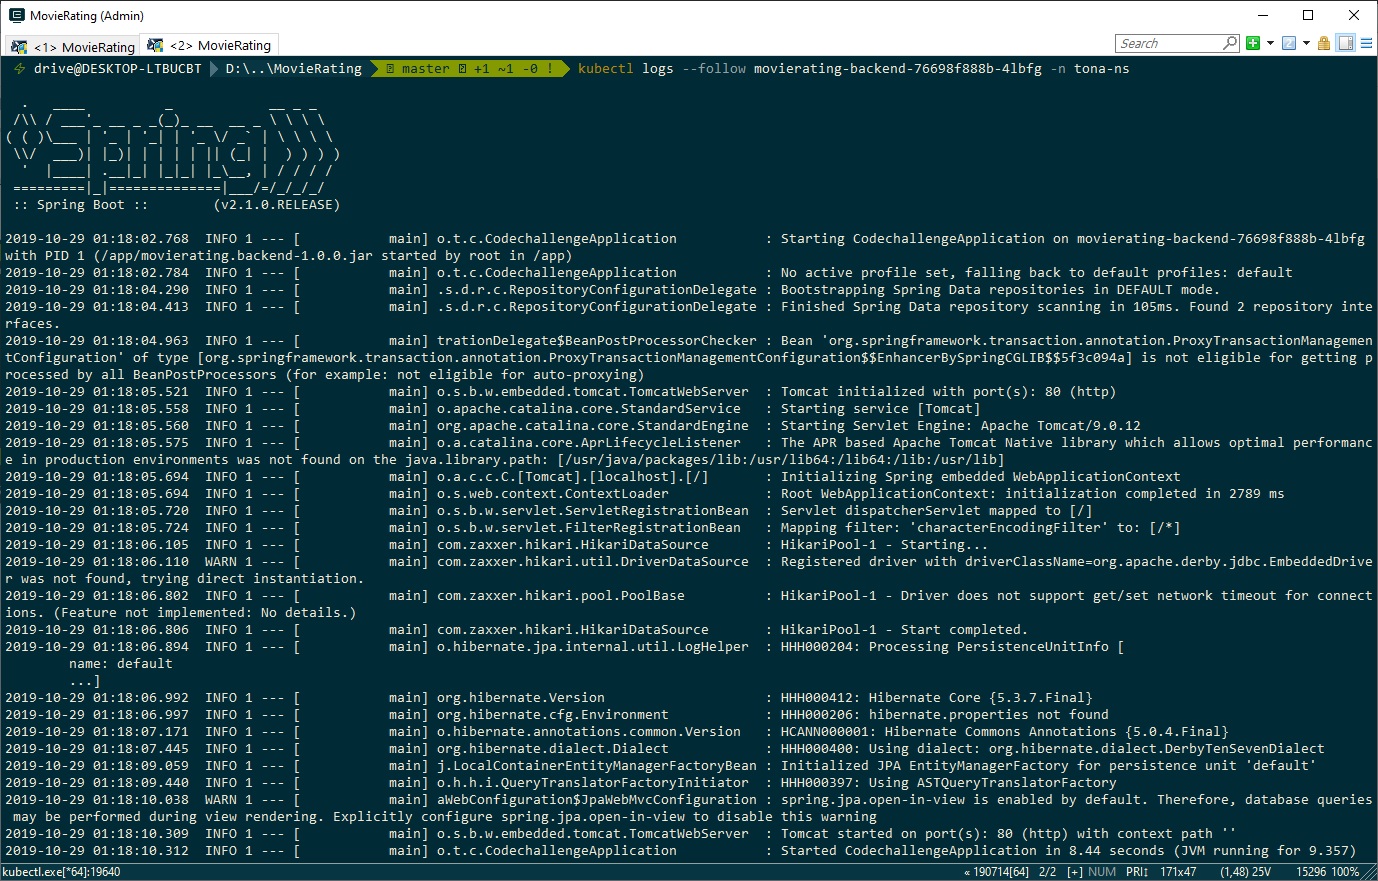 MovieRating (Admin)
<1> MovieRating <2> MovieRating Search
drive@DESKTOP-LTBUCBT D:\..\MovieRating master +1 ~1 -0 ! kubectl logs --follow movierating-backend-76698f888b-4lbfg -n tona-ns
  .   ____          _            __ _ _
 /\\ / ___'_ __ _ _(_)_ __  __ _ \ \ \ \
( ( )\___ | '_ | '_| | '_ \/ _` | \ \ \ \
 \\/  ___)| |_)| | | | | || (_| |  ) ) ) )
  '  |____| .__|_| |_|_| |_\__, | / / / /
 =========|_|==============|___/=/_/_/_/
 :: Spring Boot ::        (v2.1.0.RELEASE)
2019-10-29 01:18:02.768  INFO 1 --- [           main] o.t.c.CodechallengeApplication           : Starting CodechallengeApplication on movierating-backend-76698f888b-4lbfg
with PID 1 (/app/movierating.backend-1.0.0.jar started by root in /app)
2019-10-29 01:18:02.784  INFO 1 --- [           main] o.t.c.CodechallengeApplication           : No active profile set, falling back to default profiles: default
2019-10-29 01:18:04.290  INFO 1 --- [           main] .s.d.r.c.RepositoryConfigurationDelegate : Bootstrapping Spring Data repositories in DEFAULT mode.
2019-10-29 01:18:04.413  INFO 1 --- [           main] .s.d.r.c.RepositoryConfigurationDelegate : Finished Spring Data repository scanning in 105ms. Found 2 repository inte
rfaces.
2019-10-29 01:18:04.963  INFO 1 --- [           main] trationDelegate$BeanPostProcessorChecker : Bean 'org.springframework.transaction.annotation.ProxyTransactionManagemen
tConfiguration' of type [org.springframework.transaction.annotation.ProxyTransactionManagementConfiguration$$EnhancerBySpringCGLIB$$5f3c094a] is not eligible for getting p
rocessed by all BeanPostProcessors (for example: not eligible for auto-proxying)
2019-10-29 01:18:05.521  INFO 1 --- [           main] o.s.b.w.embedded.tomcat.TomcatWebServer  : Tomcat initialized with port(s): 80 (http)
2019-10-29 01:18:05.558  INFO 1 --- [           main] o.apache.catalina.core.StandardService   : Starting service [Tomcat]
2019-10-29 01:18:05.560  INFO 1 --- [           main] org.apache.catalina.core.StandardEngine  : Starting Servlet Engine: Apache Tomcat/9.0.12
2019-10-29 01:18:05.575  INFO 1 --- [           main] o.a.catalina.core.AprLifecycleListener   : The APR based Apache Tomcat Native library which allows optimal performanc
e in production environments was not found on the java.library.path: [/usr/java/packages/lib:/usr/lib64:/lib64:/lib:/usr/lib]
2019-10-29 01:18:05.694  INFO 1 --- [           main] o.a.c.c.C.[Tomcat].[localhost].[/]       : Initializing Spring embedded WebApplicationContext
2019-10-29 01:18:05.694  INFO 1 --- [           main] o.s.web.context.ContextLoader            : Root WebApplicationContext: initialization completed in 2789 ms
2019-10-29 01:18:05.720  INFO 1 --- [           main] o.s.b.w.servlet.ServletRegistrationBean  : Servlet dispatcherServlet mapped to [/]
2019-10-29 01:18:05.724  INFO 1 --- [           main] o.s.b.w.servlet.FilterRegistrationBean   : Mapping filter: 'characterEncodingFilter' to: [/*]
2019-10-29 01:18:06.105  INFO 1 --- [           main] com.zaxxer.hikari.HikariDataSource       : HikariPool-1 - Starting...
2019-10-29 01:18:06.110  WARN 1 --- [           main] com.zaxxer.hikari.util.DriverDataSource  : Registered driver with driverClassName=org.apache.derby.jdbc.EmbeddedDrive
r was not found, trying direct instantiation.
2019-10-29 01:18:06.802  INFO 1 --- [           main] com.zaxxer.hikari.pool.PoolBase          : HikariPool-1 - Driver does not support get/set network timeout for connect
ions. (Feature not implemented: No details.)
2019-10-29 01:18:06.806  INFO 1 --- [           main] com.zaxxer.hikari.HikariDataSource       : HikariPool-1 - Start completed.
2019-10-29 01:18:06.894  INFO 1 --- [           main] o.hibernate.jpa.internal.util.LogHelper  : HHH000204: Processing PersistenceUnitInfo [
        name: default
        ...]
2019-10-29 01:18:06.992  INFO 1 --- [           main] org.hibernate.Version                    : HHH000412: Hibernate Core {5.3.7.Final}
2019-10-29 01:18:06.997  INFO 1 --- [           main] org.hibernate.cfg.Environment            : HHH000206: hibernate.properties not found
2019-10-29 01:18:07.171  INFO 1 --- [           main] o.hibernate.annotations.common.Version   : HCANN000001: Hibernate Commons Annotations {5.0.4.Final}
2019-10-29 01:18:07.445  INFO 1 --- [           main] org.hibernate.dialect.Dialect            : HHH000400: Using dialect: org.hibernate.dialect.DerbyTenSevenDialect
2019-10-29 01:18:09.059  INFO 1 --- [           main] j.LocalContainerEntityManagerFactoryBean : Initialized JPA EntityManagerFactory for persistence unit 'default'
2019-10-29 01:18:09.440  INFO 1 --- [           main] o.h.h.i.QueryTranslatorFactoryInitiator  : HHH000397: Using ASTQueryTranslatorFactory
2019-10-29 01:18:10.038  WARN 1 --- [           main] aWebConfiguration$JpaWebMvcConfiguration : spring.jpa.open-in-view is enabled by default. Therefore, database queries
 may be performed during view rendering. Explicitly configure spring.jpa.open-in-view to disable this warning
2019-10-29 01:18:10.309  INFO 1 --- [           main] o.s.b.w.embedded.tomcat.TomcatWebServer  : Tomcat started on port(s): 80 (http) with context path ''
2019-10-29 01:18:10.312  INFO 1 --- [           main] o.t.c.CodechallengeApplication           : Started CodechallengeApplication in 8.44 seconds (JVM running for 9.357)
kubectl.exe[*64]:19640 « 190714[64] 2/2 [+] NUM PRI↕ 171x47 (1,48) 25V 15296 100%